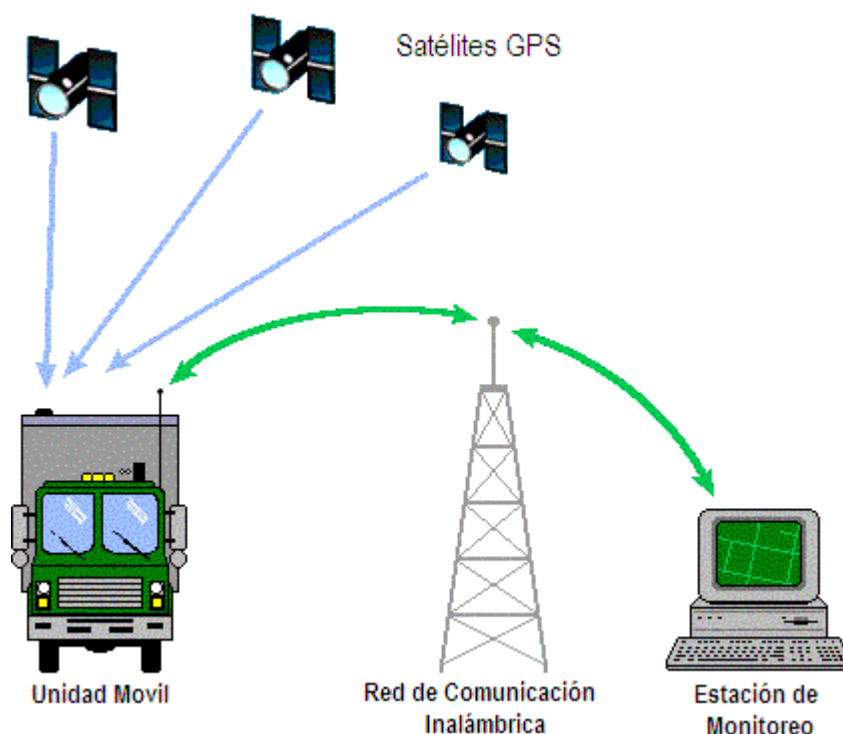 Satélites GPS
Unidad Movil
Red de Comunicación
Inalámbrica
Estación de
Monitoreo